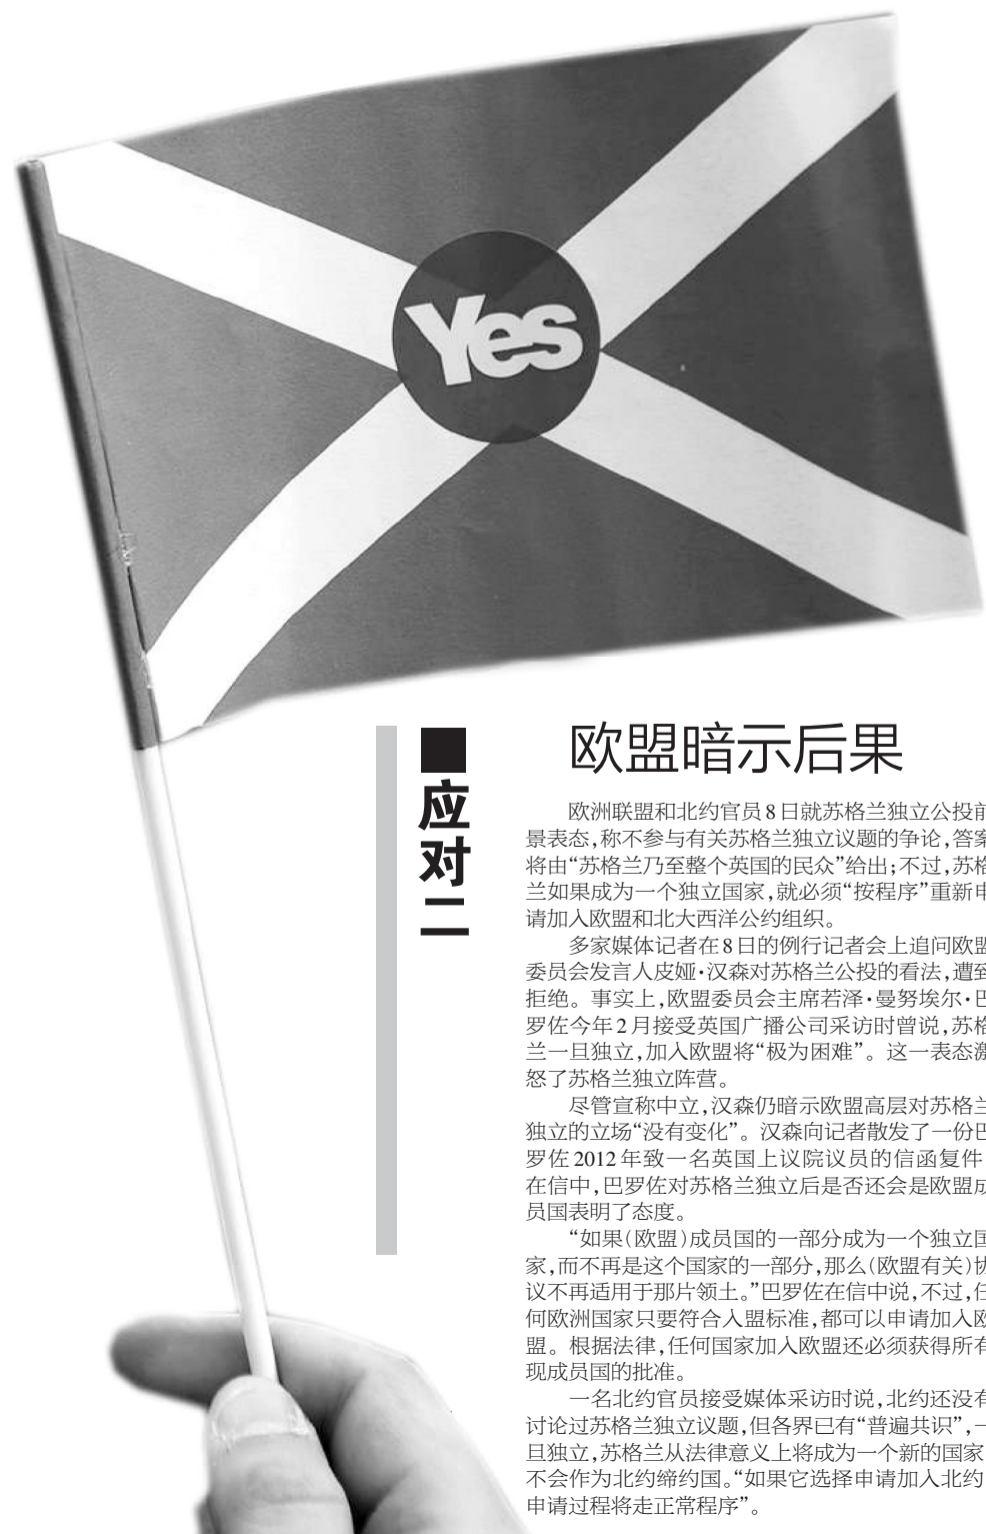 Yes
■应对二
欧盟暗示后果
欧洲联盟和北约官员8日就苏格兰独立公投前
景表态,称不参与有关苏格兰独立议题的争论,答案
将由“苏格兰乃至整个英国的民众”给出;不过,苏格
兰如果成为一个独立国家,就必须“按程序”重新申
请加入欧盟和北大西洋公约组织。
多家媒体记者在8日的例行记者会上追问欧盟
委员会发言人皮娅·汉森对苏格兰公投的看法,遭到
拒绝。事实上,欧盟委员会主席若泽·曼努埃尔·巴
罗佐今年2月接受英国广播公司采访时曾说,苏格
兰一旦独立,加入欧盟将“极为困难”。这一表态激
怒了苏格兰独立阵营。
尽管宣称中立,汉森仍暗示欧盟高层对苏格兰
独立的立场“没有变化”。汉森向记者散发了一份巴
罗佐2012年致一名英国上议院议员的信函复件
在信中,巴罗佐对苏格兰独立后是否还会是欧盟成
员国表明了态度。
“如果(欧盟)成员国的一部分成为一个独立国
家,而不再是这个国家的一部分,那么(欧盟有关)协
议不再适用于那片领土。”巴罗佐在信中说,不过,任
何欧洲国家只要符合入盟标准,都可以申请加入欧
盟。根据法律,任何国家加入欧盟还必须获得所有
现成员国的批准。
一名北约官员接受媒体采访时说,北约还没有
讨论过苏格兰独立议题,但各界已有“普遍共识”,一
旦独立,苏格兰从法律意义上将成为一个新的国家
不会作为北约缔约国。“如果它选择申请加入北约
申请过程将走正常程序”。